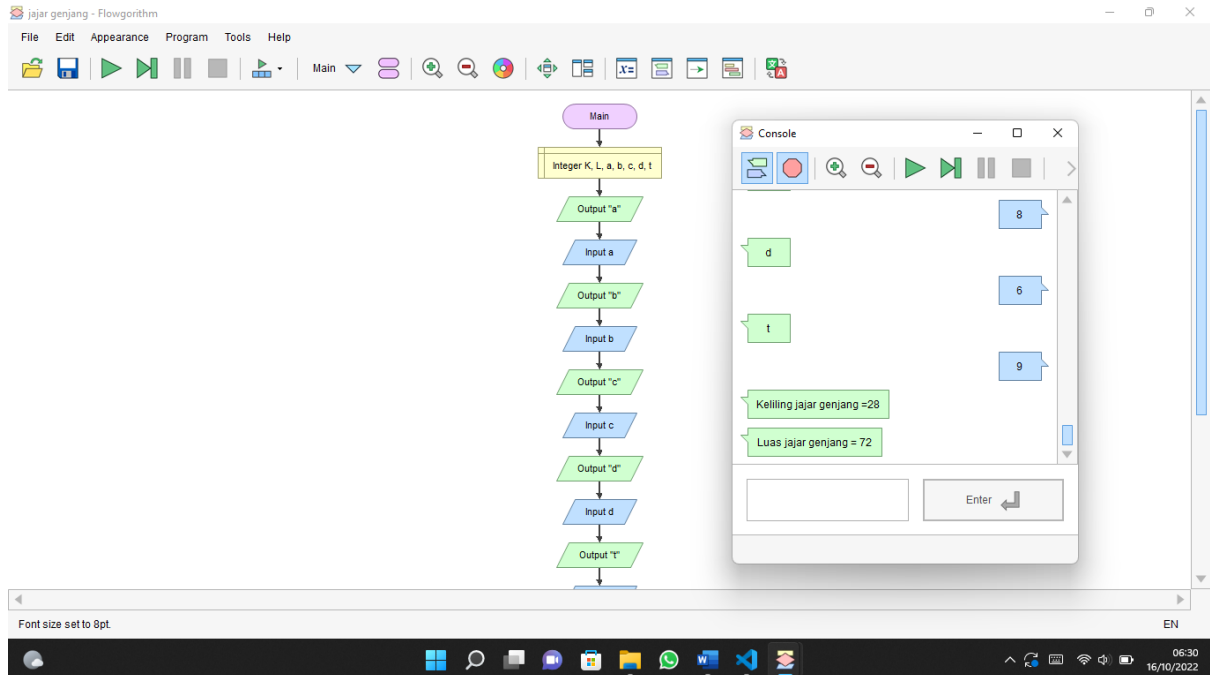 jajar genjang - Flowgorithm
File Edit Appearance Program Tools Help
Main
Main
Integer K, L, a, b, c, d, t
Output "a"
Input a
Output "b"
Input b
Output "c"
Input c
Output "d"
Input d
Output "t"
Console
8
d
6
t
9
Keliling jajar genjang =28
Luas jajar genjang = 72
Enter
Font size set to 8pt.
EN
06:30
16/10/2022